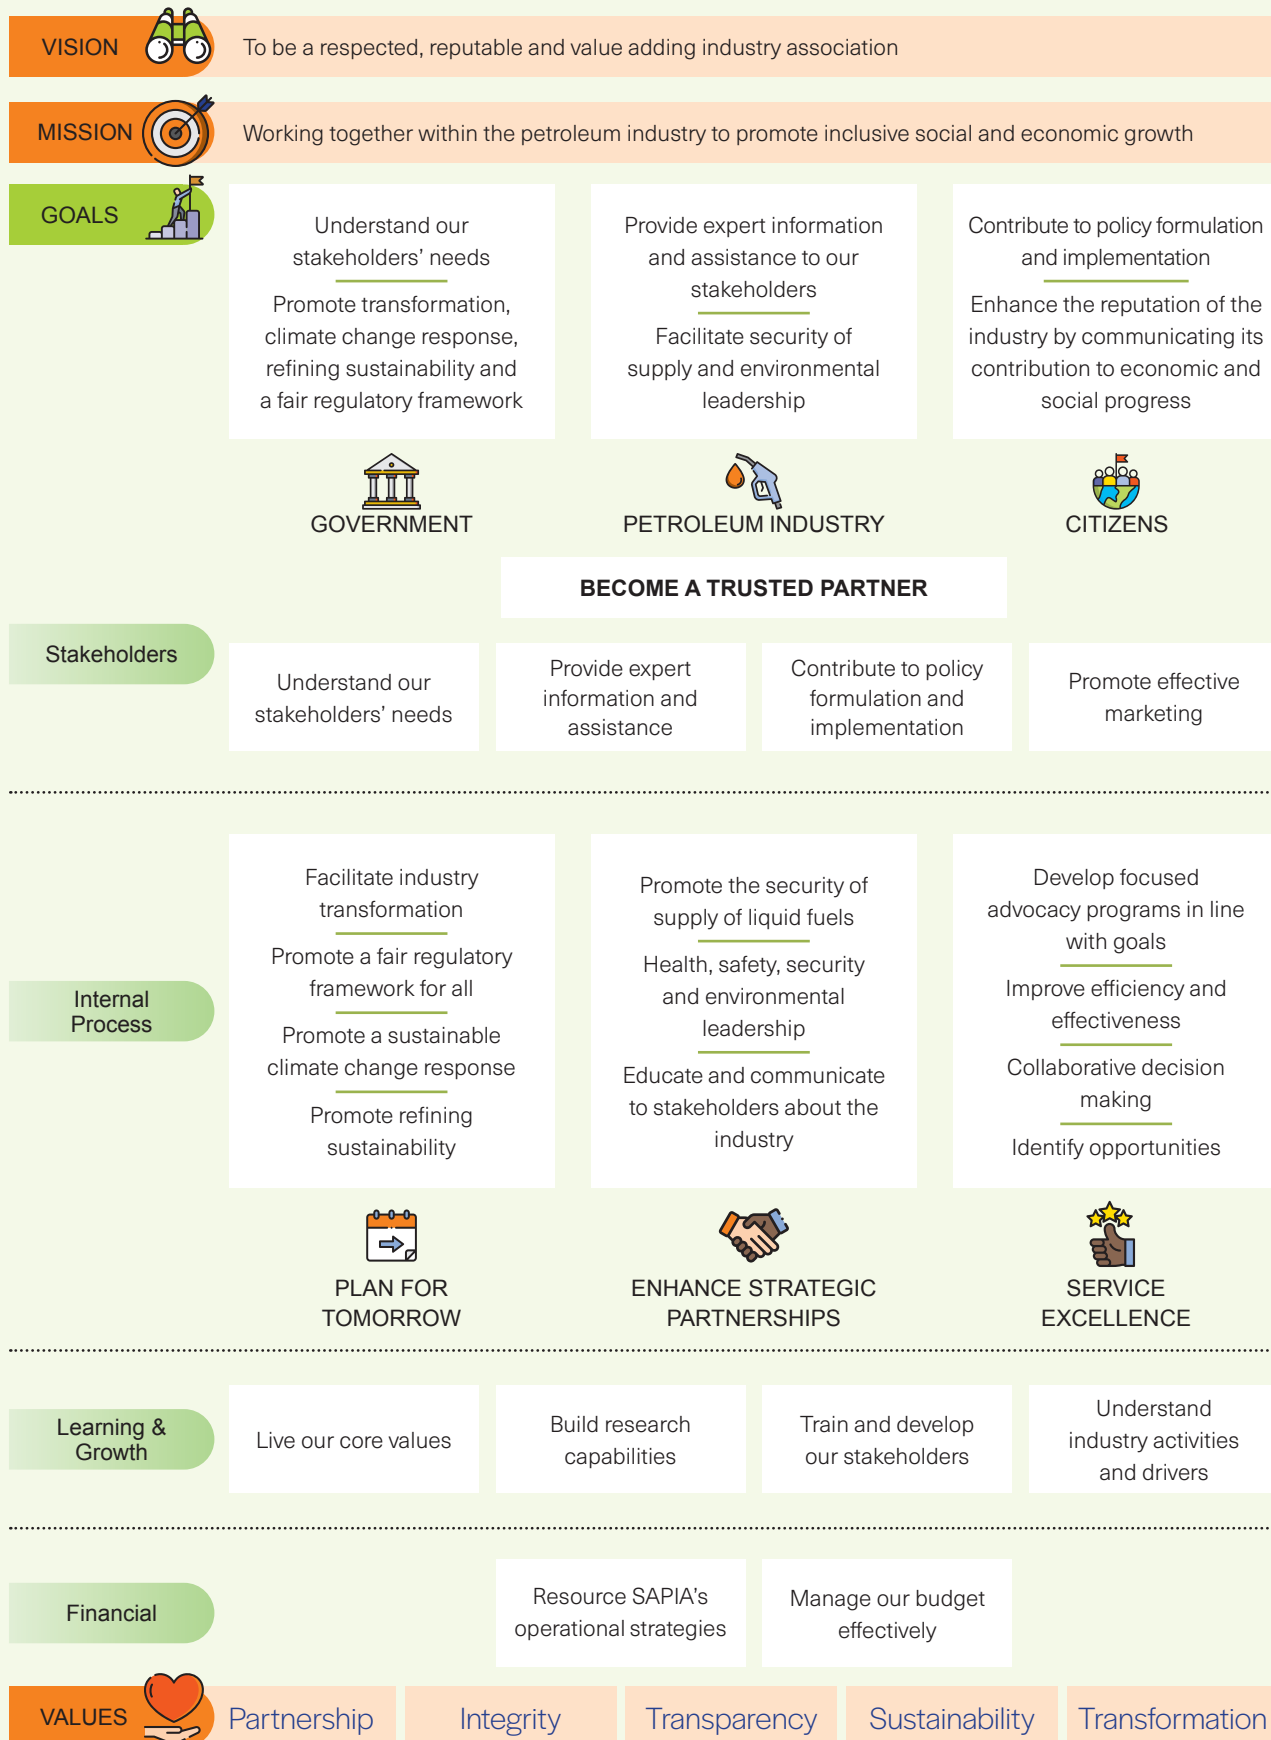 VISION
To be a respected, reputable and value adding industry association
MISSION
Working together within the petroleum industry to promote inclusive social and economic growth
GOALS
Understand our
stakeholders’ needs
Promote transformation,
climate change response,
refining sustainability and
a fair regulatory framework
Provide expert information
and assistance to our
stakeholders
Facilitate security of
supply and environmental
leadership
Contribute to policy formulation
and implementation
Enhance the reputation of the
industry by communicating its
contribution to economic and
social progress
GOVERNMENT
PETROLEUM INDUSTRY
CITIZENS
BECOME A TRUSTED PARTNER
Stakeholders
Understand our
stakeholders’ needs
Provide expert
information and
assistance
Contribute to policy
formulation and
implementation
Promote effective
marketing
Internal
Process
Facilitate industry
transformation
Promote a fair regulatory
framework for all
Promote a sustainable
climate change response
Promote refining
sustainability
Promote the security of
supply of liquid fuels
Health, safety, security
and environmental
leadership
Educate and communicate
to stakeholders about the
industry
Develop focused
advocacy programs in line
with goals
Improve efficiency and
effectiveness
Collaborative decision
making
Identify opportunities
PLAN FOR
TOMORROW
ENHANCE STRATEGIC
PARTNERSHIPS
SERVICE
EXCELLENCE
Learning &
Growth
Live our core values
Build research
capabilities
Train and develop
our stakeholders
Understand
industry activities
and drivers
Financial
Resource SAPIA’s
operational strategies
Manage our budget
effectively
VALUES
Partnership
Integrity
Transparency
Sustainability
Transformation